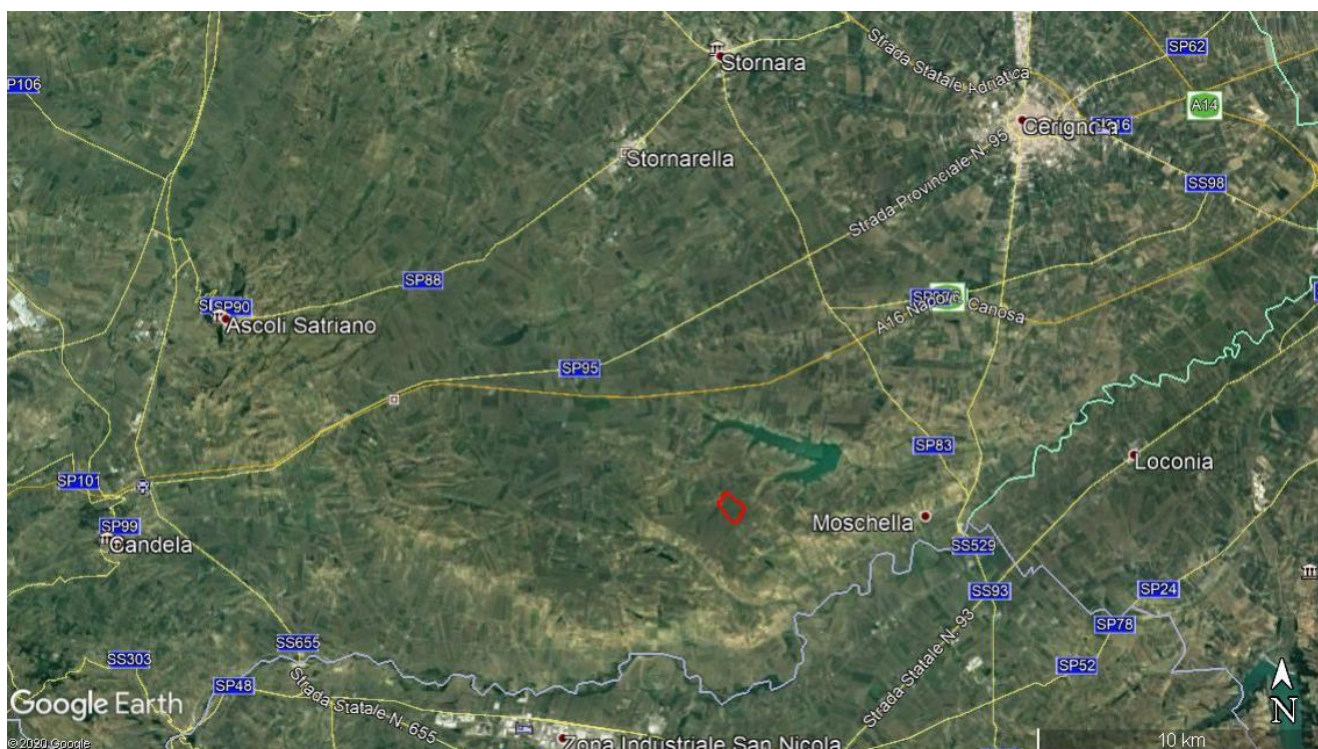 Stornara
Strada Statale Adriatica
SP62
P106
A14
Cerignola
Strada Provinciale N. 95
Stornarella
SS98
SP88
SP90
Ascoli Satriano
A16 Napoli Canosa
SP95
SP83
Loconia
SP101
Moschella
SP99
Candela
SS529
SS93
SP24
SP78
SS655
SS303
SP52
SP48
Strada Statale N. 655
Strada Statale N. 93
Google Earth
N
© 2020 Google
Zona Industriale San Nicola
10 km